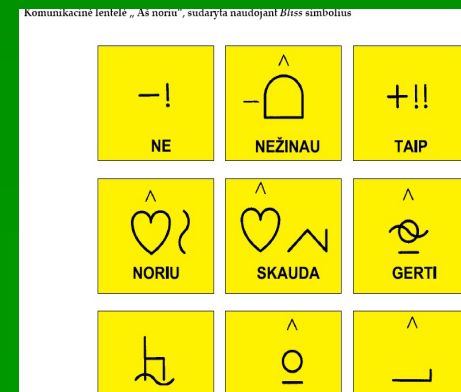 Komunikacinė lentelė „ Aš noriu“, sudaryta naudojant Bliss simbolius
NE NEŽINAU TAIP
NORIU SKAUDA GERTI